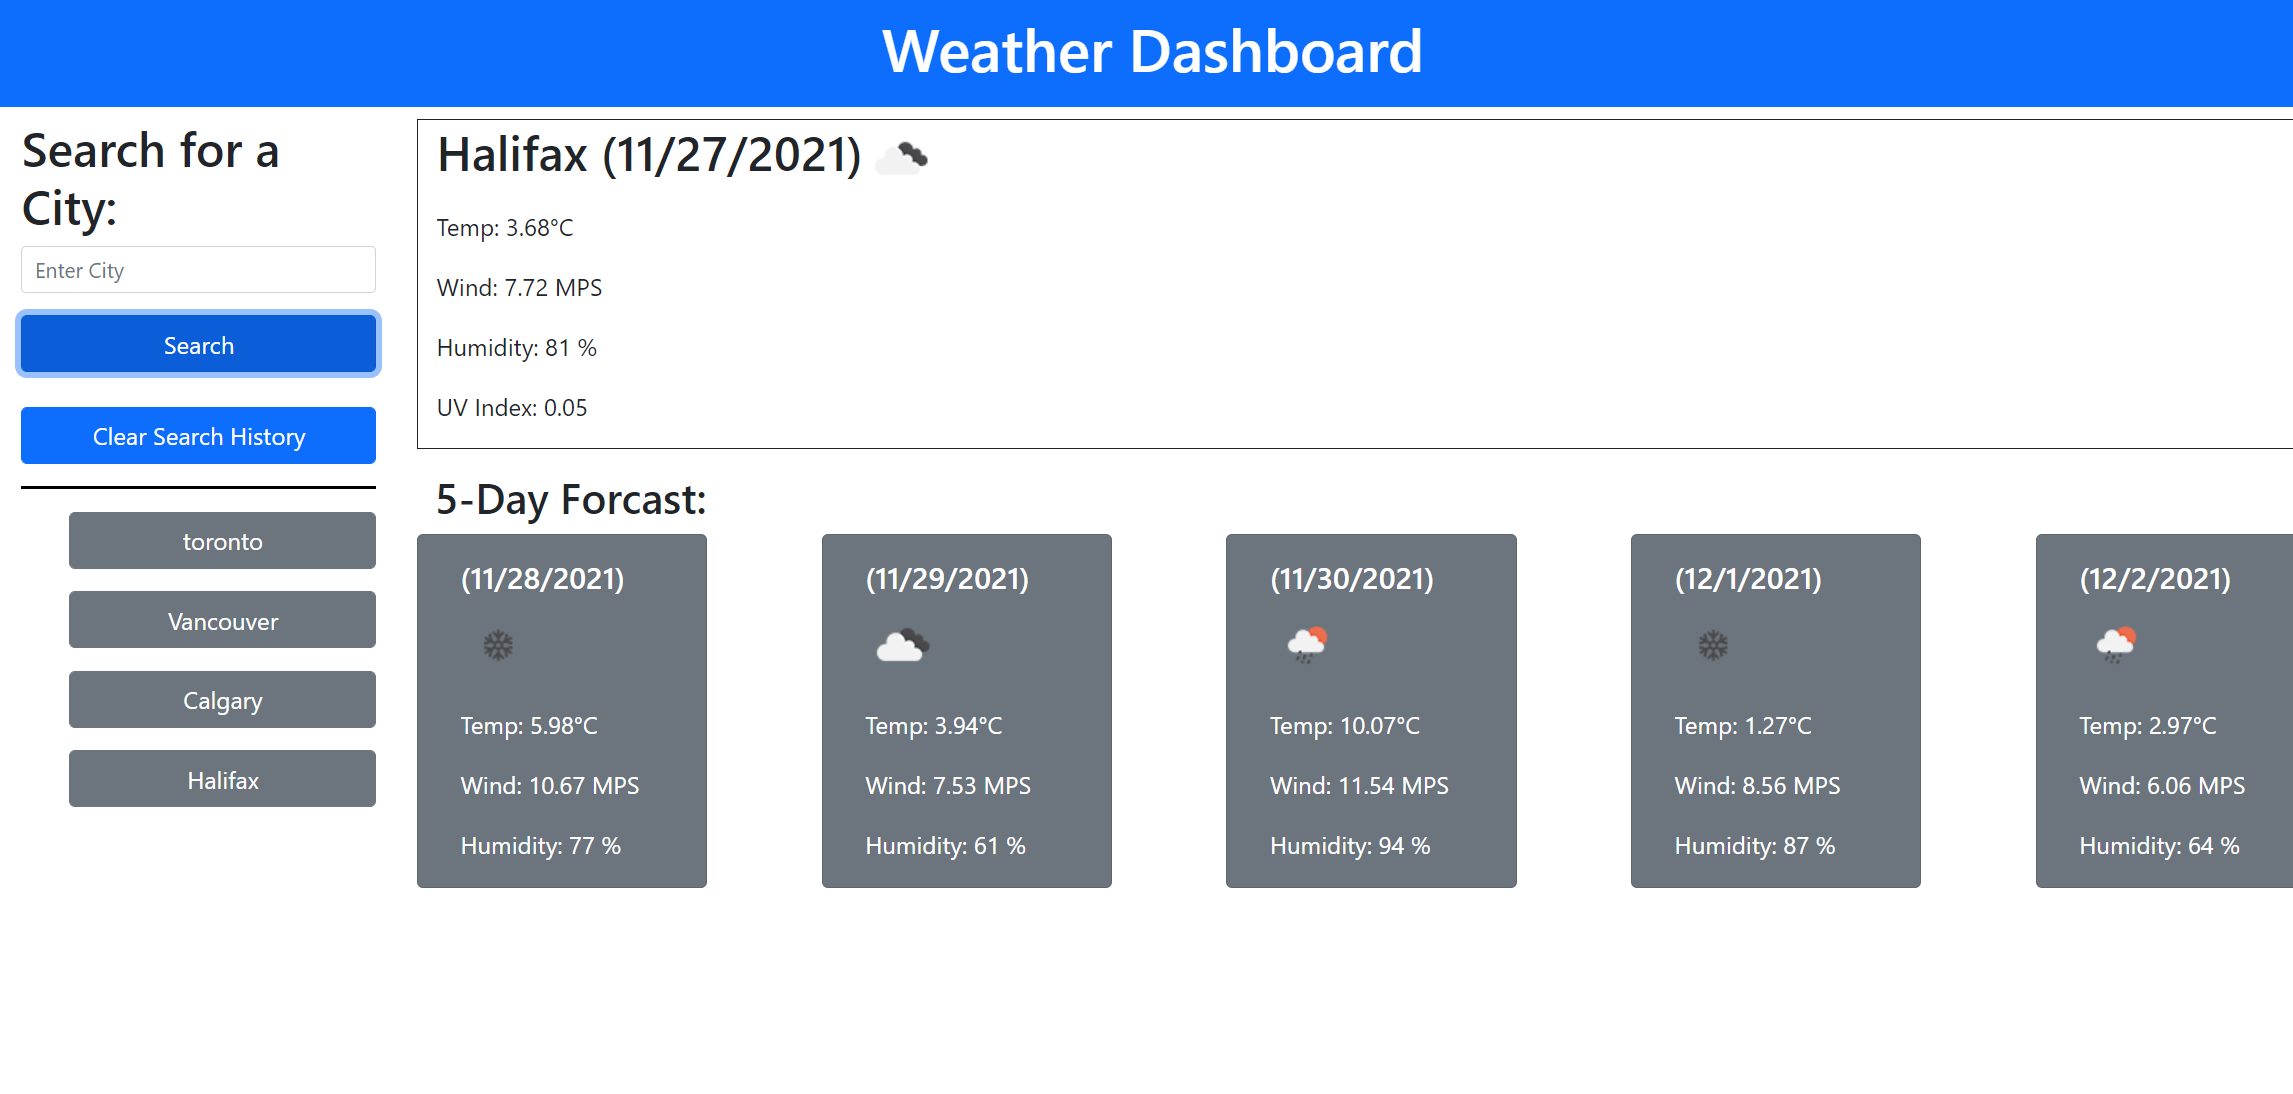 Weather Dashboard
Search for a
City:
Enter City
Search
Clear Search History
toronto
Vancouver
Calgary
Halifax
Halifax (11/27/2021)
Temp: 3.68°C
Wind: 7.72 MPS
Humidity: 81 %
UV Index: 0.05
5-Day Forcast:
(11/28/2021)
Temp: 5.98°C
Wind: 10.67 MPS
Humidity: 77 %
(11/29/2021)
Temp: 3.94°C
Wind: 7.53 MPS
Humidity: 61 %
(11/30/2021)
Temp: 10.07°C
Wind: 11.54 MPS
Humidity: 94 %
(12/1/2021)
Temp: 1.27°C
Wind: 8.56 MPS
Humidity: 87 %
(12/2/2021)
Temp: 2.97°C
Wind: 6.06 MPS
Humidity: 64 %